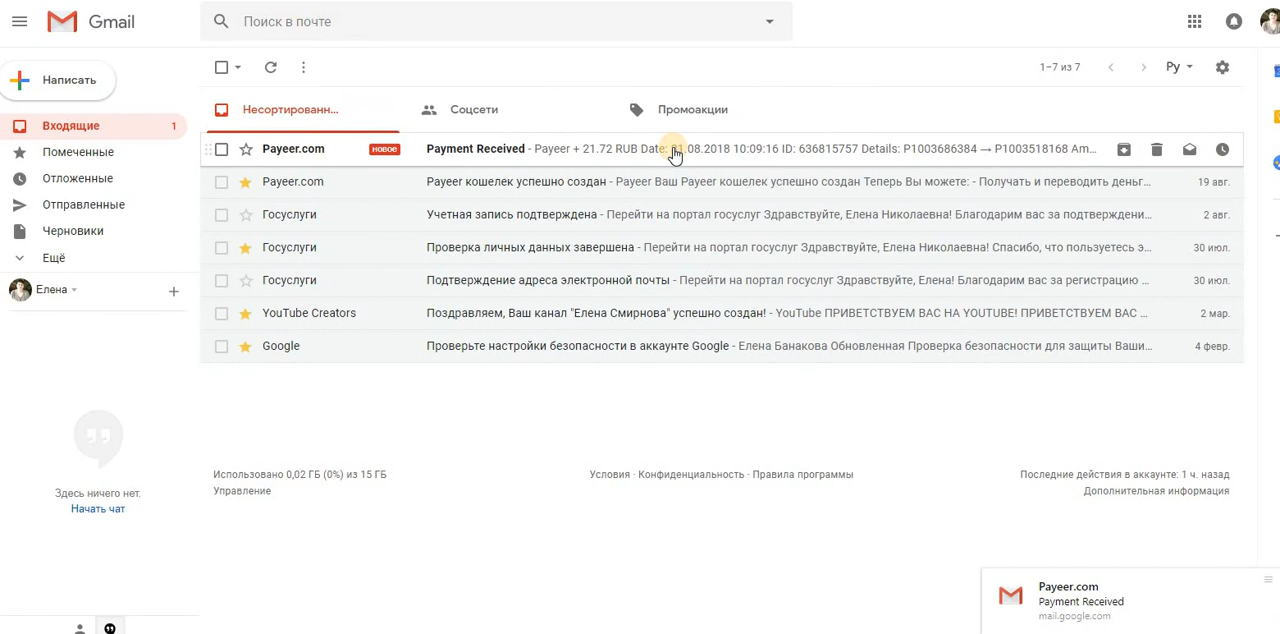 Gmail
Поиск в почте
Написать
1–7 из 7
Ру
Несортированн...
Соцсети
Промоакции
Входящие 1
Помеченные
Отложенные
Отправленные
Черновики
Ещё
Елена
Payeer.com новое Payment Received - Payeer + 21.72 RUB Date: 21.08.2018 10:09:16 ID: 636815757 Details: P1003686384 → P1003518168 Am...
Payeer.com Payeer кошелек успешно создан - Payeer Ваш Payeer кошелек успешно создан Теперь Вы можете: - Получать и переводить деньг... 19 авг.
Госуслуги Учетная запись подтверждена - Перейти на портал госуслуг Здравствуйте, Елена Николаевна! Благодарим вас за подтверждени... 2 авг.
Госуслуги Проверка личных данных завершена - Перейти на портал госуслуг Здравствуйте, Елена Николаевна! Спасибо, что пользуетесь э... 30 июл.
Госуслуги Подтверждение адреса электронной почты - Перейти на портал госуслуг Здравствуйте, Елена! Благодарим вас за регистрацию ... 30 июл.
YouTube Creators Поздравляем, Ваш канал "Елена Смирнова" успешно создан! - YouTube ПРИВЕТСТВУЕМ ВАС НА YOUTUBE! ПРИВЕТСТВУЕМ ВАС ... 2 мар.
Google Проверьте настройки безопасности в аккаунте Google - Елена Банакова Обновленная Проверка безопасности для защиты Ваши... 4 февр.
Здесь ничего нет.
Начать чат
Использовано 0,02 ГБ (0%) из 15 ГБ
Управление
Условия · Конфиденциальность · Правила программы
Последние действия в аккаунте: 1 ч. назад
Дополнительная информация
Payeer.com
Payment Received
mail.google.com